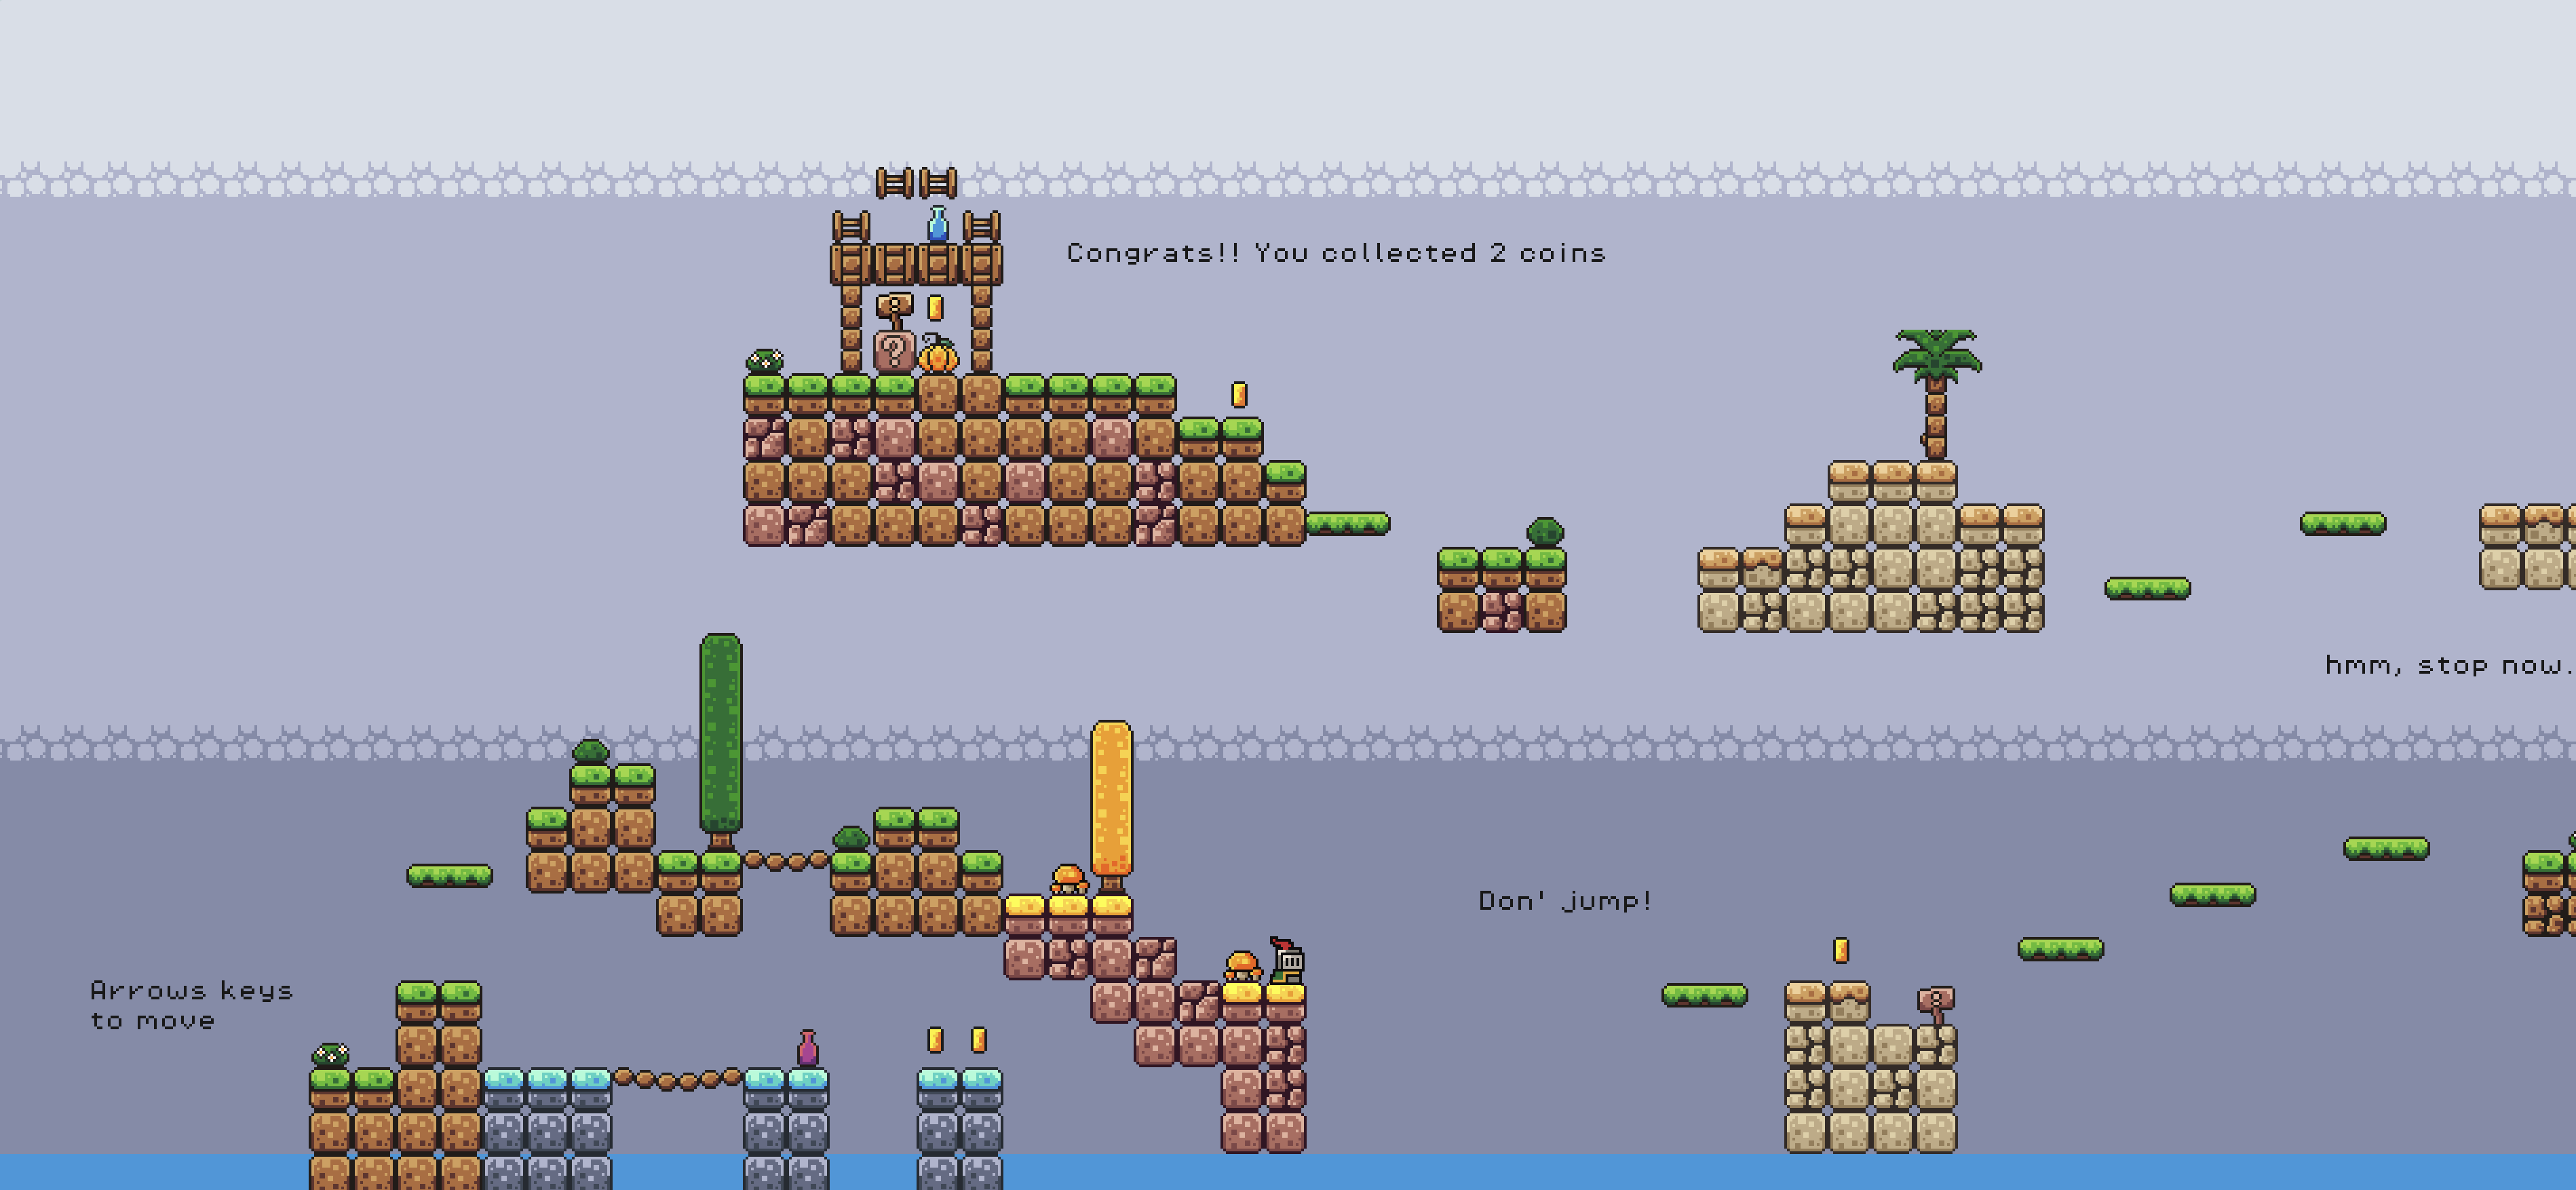 Congrats!! You collected 2 coins
hmm, stop now.
Don' jump!
Arrows keys
to move
?